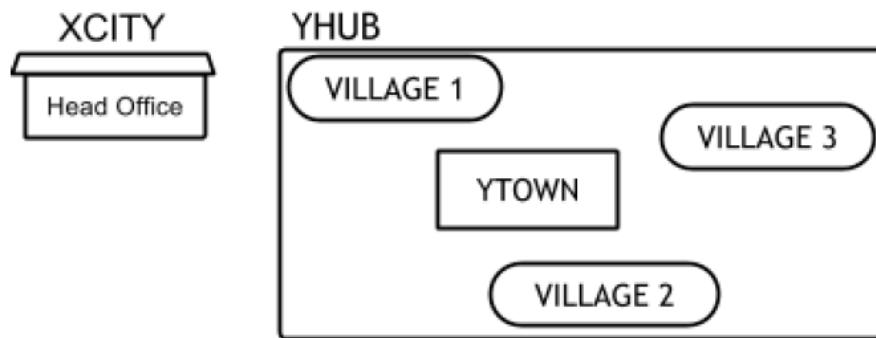 XCITY
Head Office
YHUB
VILLAGE 1
VILLAGE 3
YTOWN
VILLAGE 2